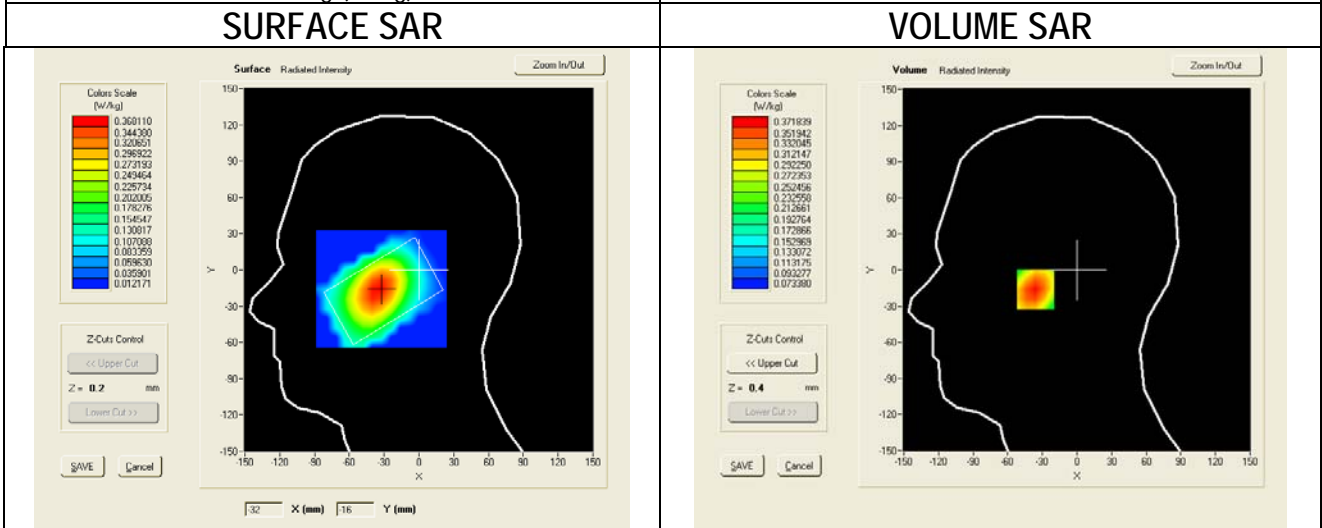 SURFACE SAR
Surface Radiated Intensity
Zoom In/Out
Colors Scale
(W/kg)
0.368110
0.344380
0.320651
0.296922
0.273193
0.249464
0.225734
0.202005
0.178276
0.154547
0.130817
0.107088
0.083359
0.059630
0.035901
0.012171
150
120
90
60
30
0
-30
-60
-90
-120
-150
Y
-150 -120 -90 -60 -30 0 30 60 90 120 150
X
Z-Cuts Control
<< Upper Cut
Z = 0.2 mm
Lower Cut >>
SAVE Cancel
-32 X (mm) -16 Y (mm)
VOLUME SAR
Volume Radiated Intensity
Zoom In/Out
Colors Scale
(W/kg)
0.371839
0.351942
0.332045
0.312147
0.292250
0.272353
0.252456
0.232558
0.212661
0.192764
0.172866
0.152969
0.133072
0.113175
0.093277
0.073380
150
120
90
60
30
0
-30
-60
-90
-120
-150
Y
-150 -120 -90 -60 -30 0 30 60 90 120 150
X
Z-Cuts Control
<< Upper Cut
Z = 0.4 mm
Lower Cut >>
SAVE Cancel